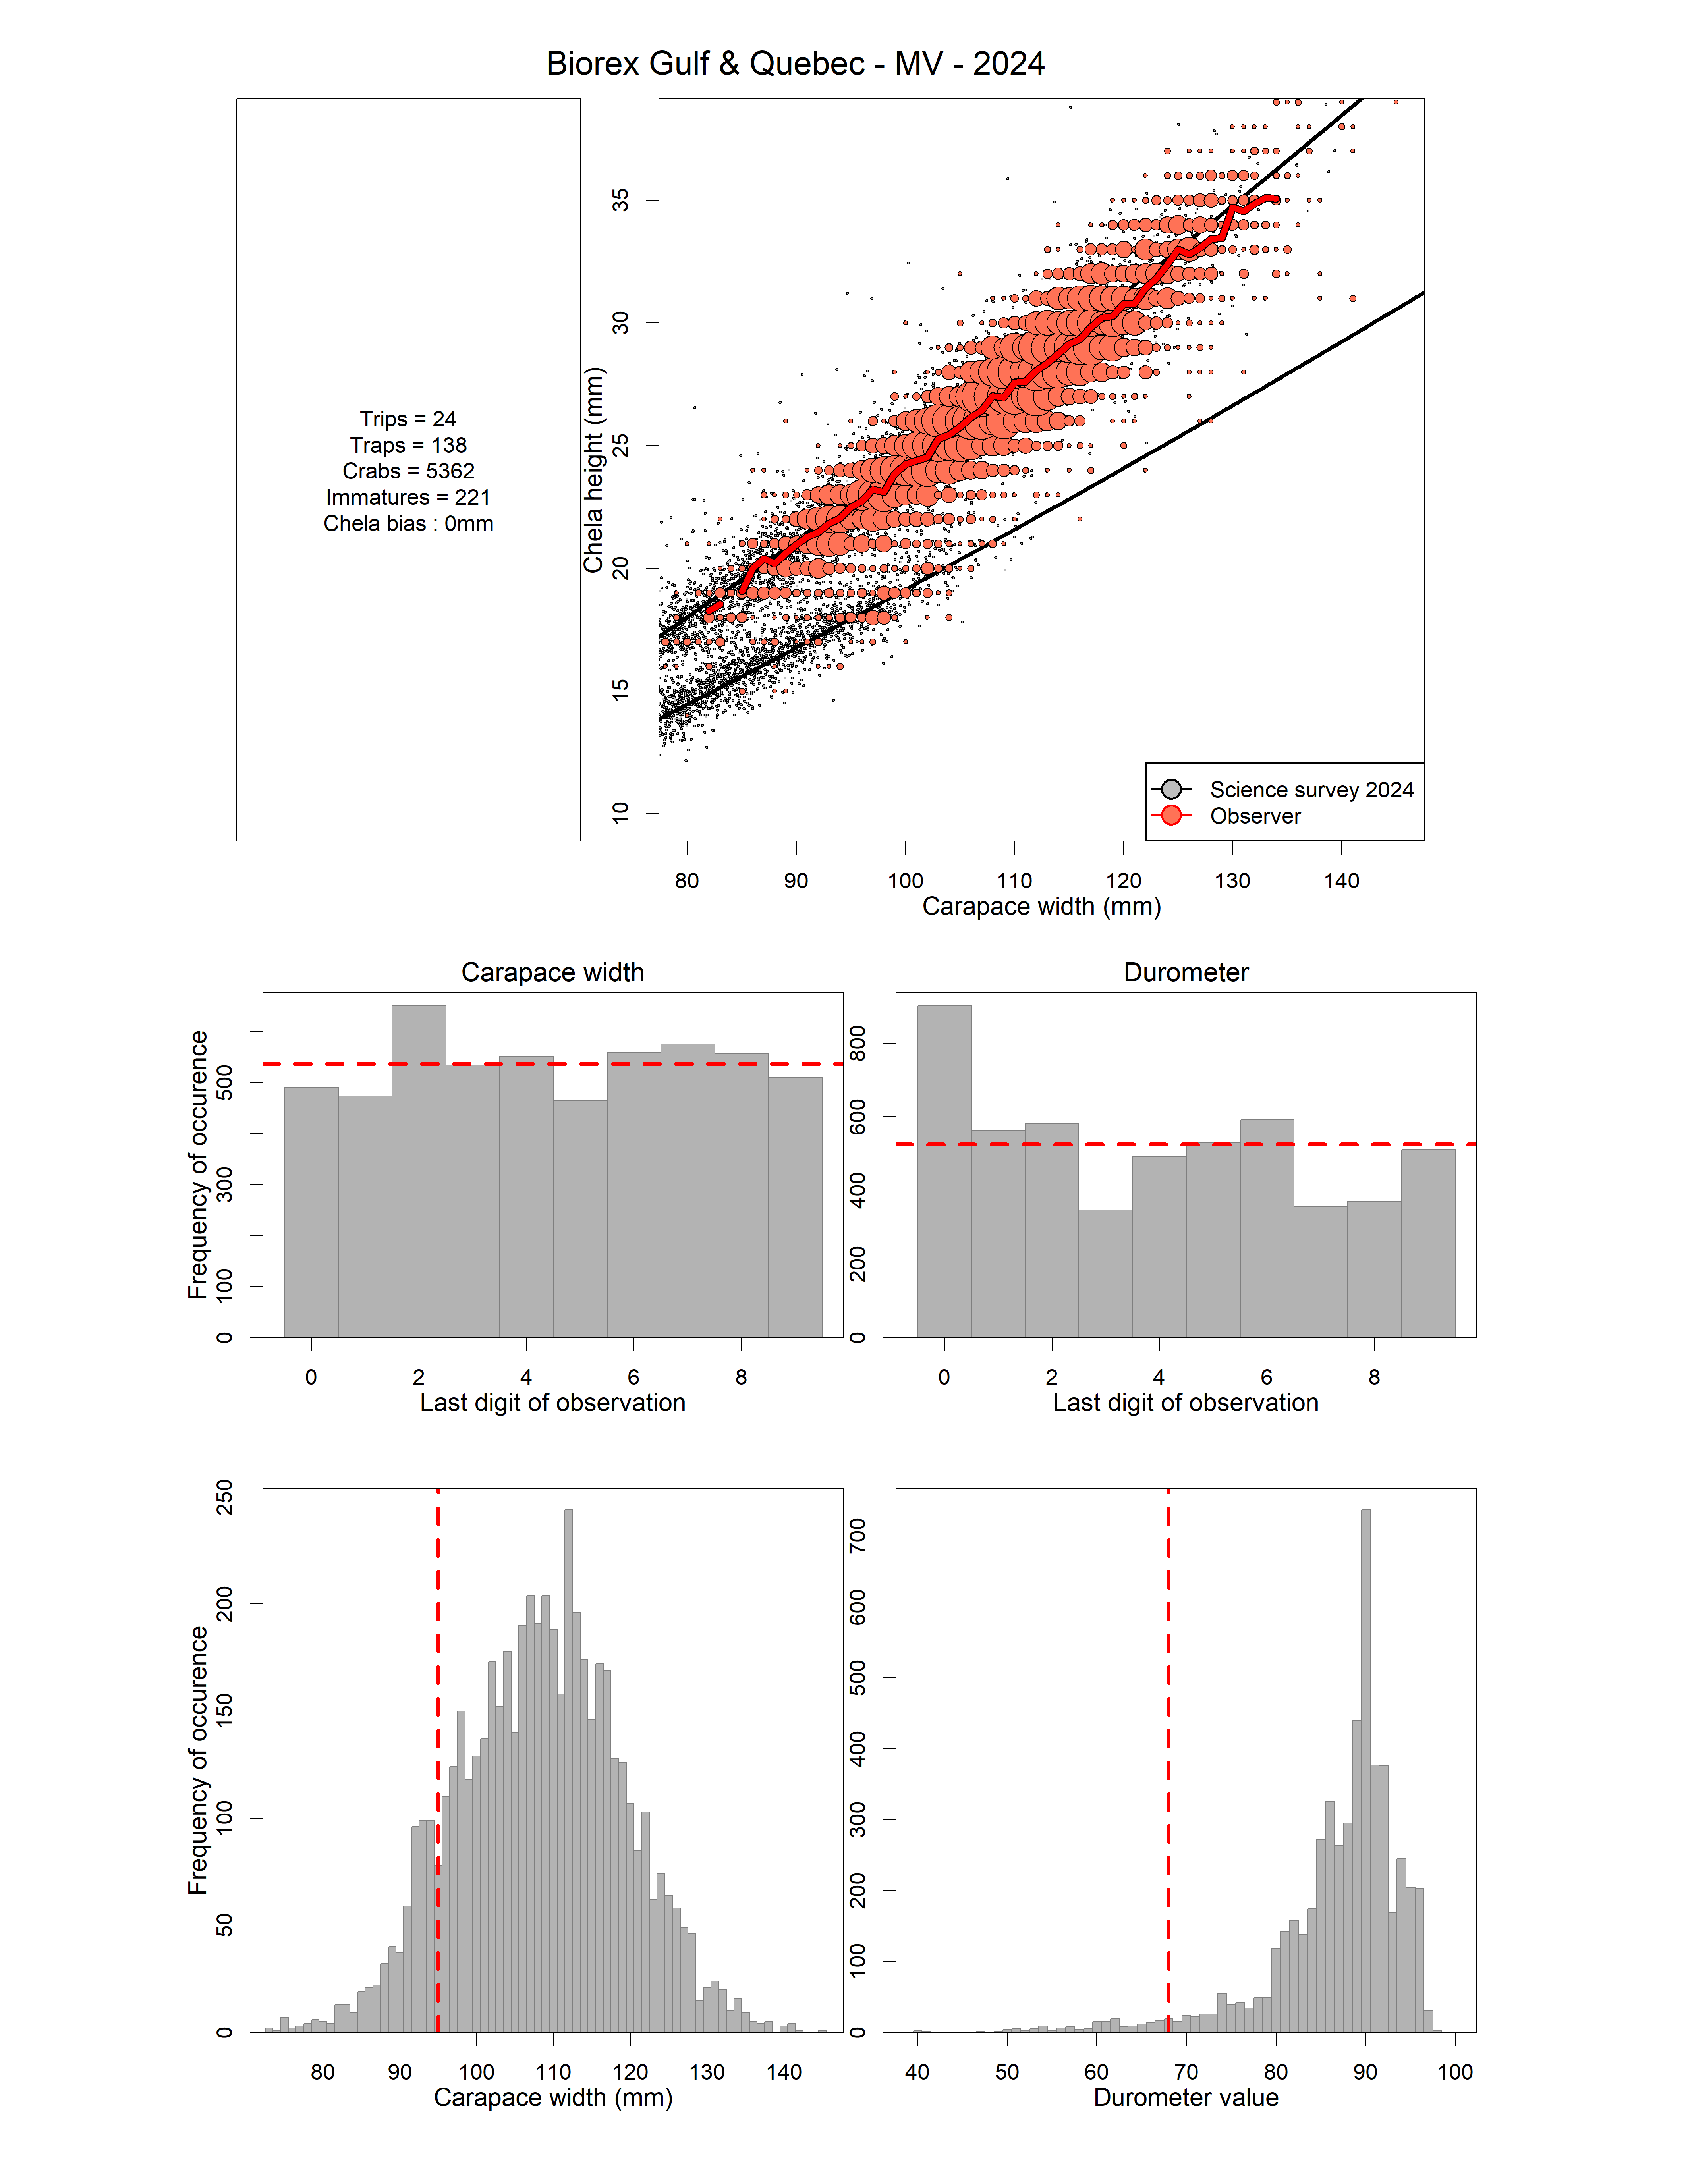 Biorex Gulf & Quebec - MV - 2024
Trips = 24
Traps = 138
Crabs = 5362
Immatures = 221
Chela bias : 0mm
Chela height (mm)
35
30
25
20
15
10
Science survey 2024
Observer
80 90 100 110 120 130 140
Carapace width (mm)
Carapace width
Frequency of occurence
500
300
100
0
0 2 4 6 8
Last digit of observation
Durometer
800
600
400
200
0
0 2 4 6 8
Last digit of observation
Frequency of occurence
250
200
150
100
50
0
80 90 100 110 120 130 140
Carapace width (mm)
700
600
500
400
300
200
100
0
40 50 60 70 80 90 100
Durometer value